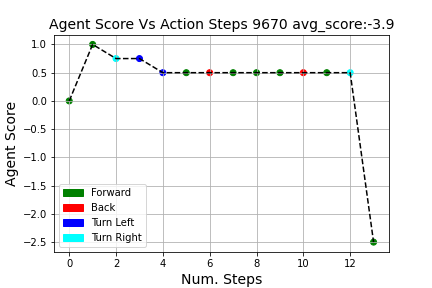 Agent Score Vs Action Steps 9670 avg_score:-3.9
Agent Score
1.0
0.5
0.0
−0.5
−1.0
−1.5
−2.0
−2.5
Forward
Back
Turn Left
Turn Right
0 2 4 6 8 10 12
Num. Steps